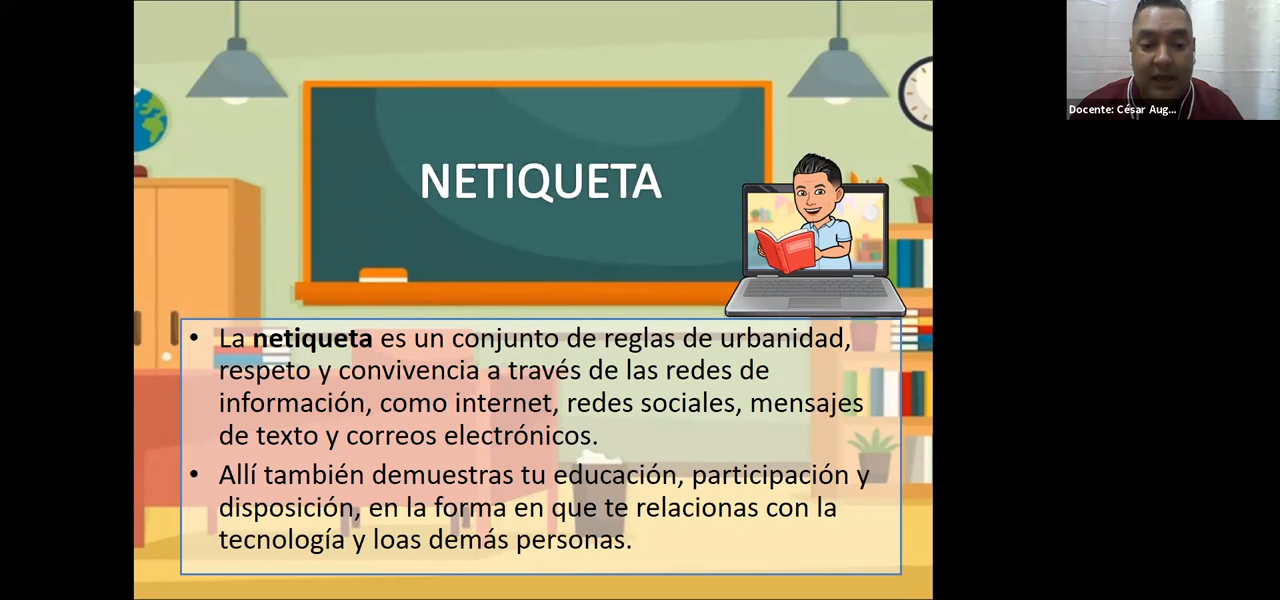 NETIQUETA
• La netiqueta es un conjunto de reglas de urbanidad,
respeto y convivencia a través de las redes de
información, como internet, redes sociales, mensajes
de texto y correos electrónicos.
• Allí también demuestras tu educación, participación y
disposición, en la forma en que te relacionas con la
tecnología y loas demás personas.
Docente: César Aug...